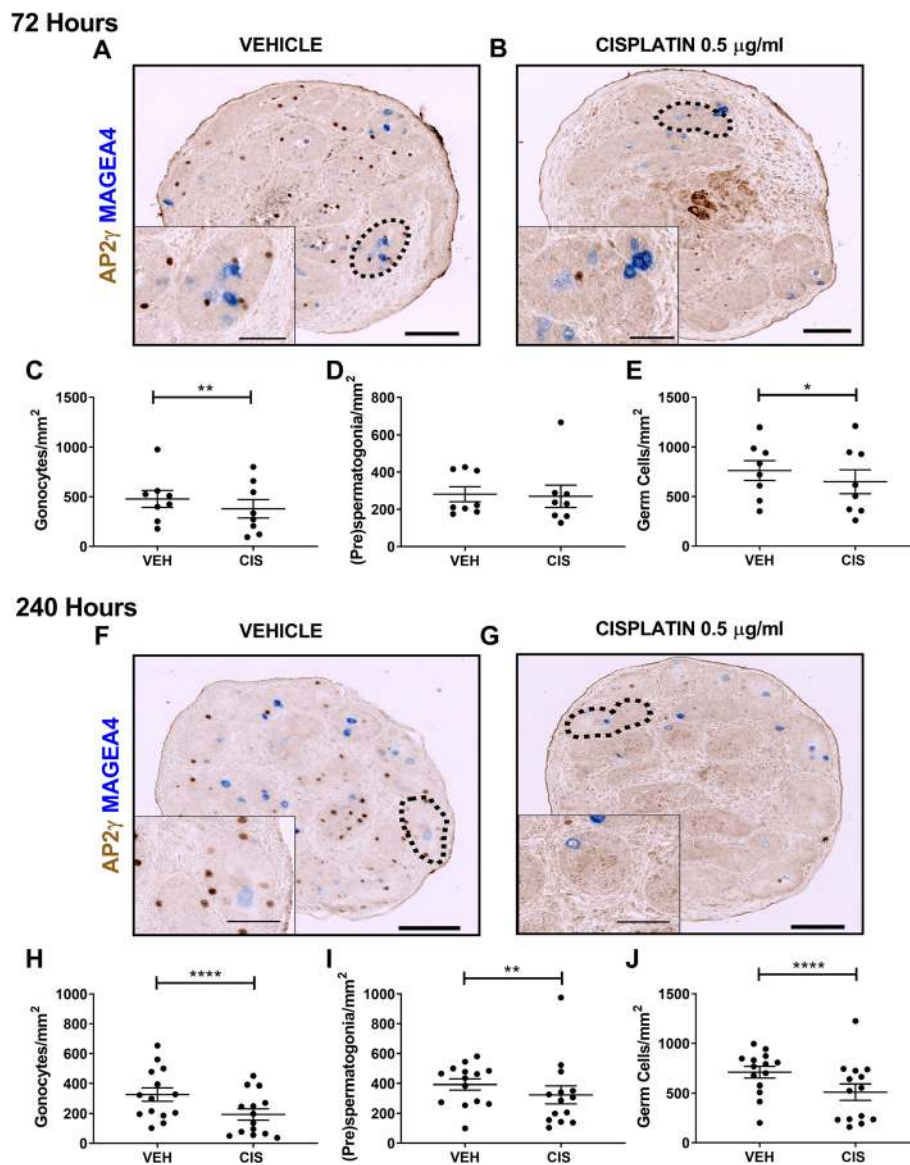 72 Hours
A
VEHICLE
B
CISPLATIN 0.5 μg/ml
AP2γ MAGEA4
C
**
Gonocytes/mm²
1500
1000
500
0
VEH
CIS
D
(Pre)spermatogonia/mm²
800
600
400
200
0
VEH
CIS
E
*
Germ Cells/mm²
1500
1000
500
0
VEH
CIS
240 Hours
F
VEHICLE
G
CISPLATIN 0.5 μg/ml
AP2γ MAGEA4
H
****
Gonocytes/mm²
1000
800
600
400
200
0
VEH
CIS
I
**
(Pre)spermatogonia/mm²
1000
800
600
400
200
0
VEH
CIS
J
****
Germ Cells/mm²
1500
1000
500
0
VEH
CIS